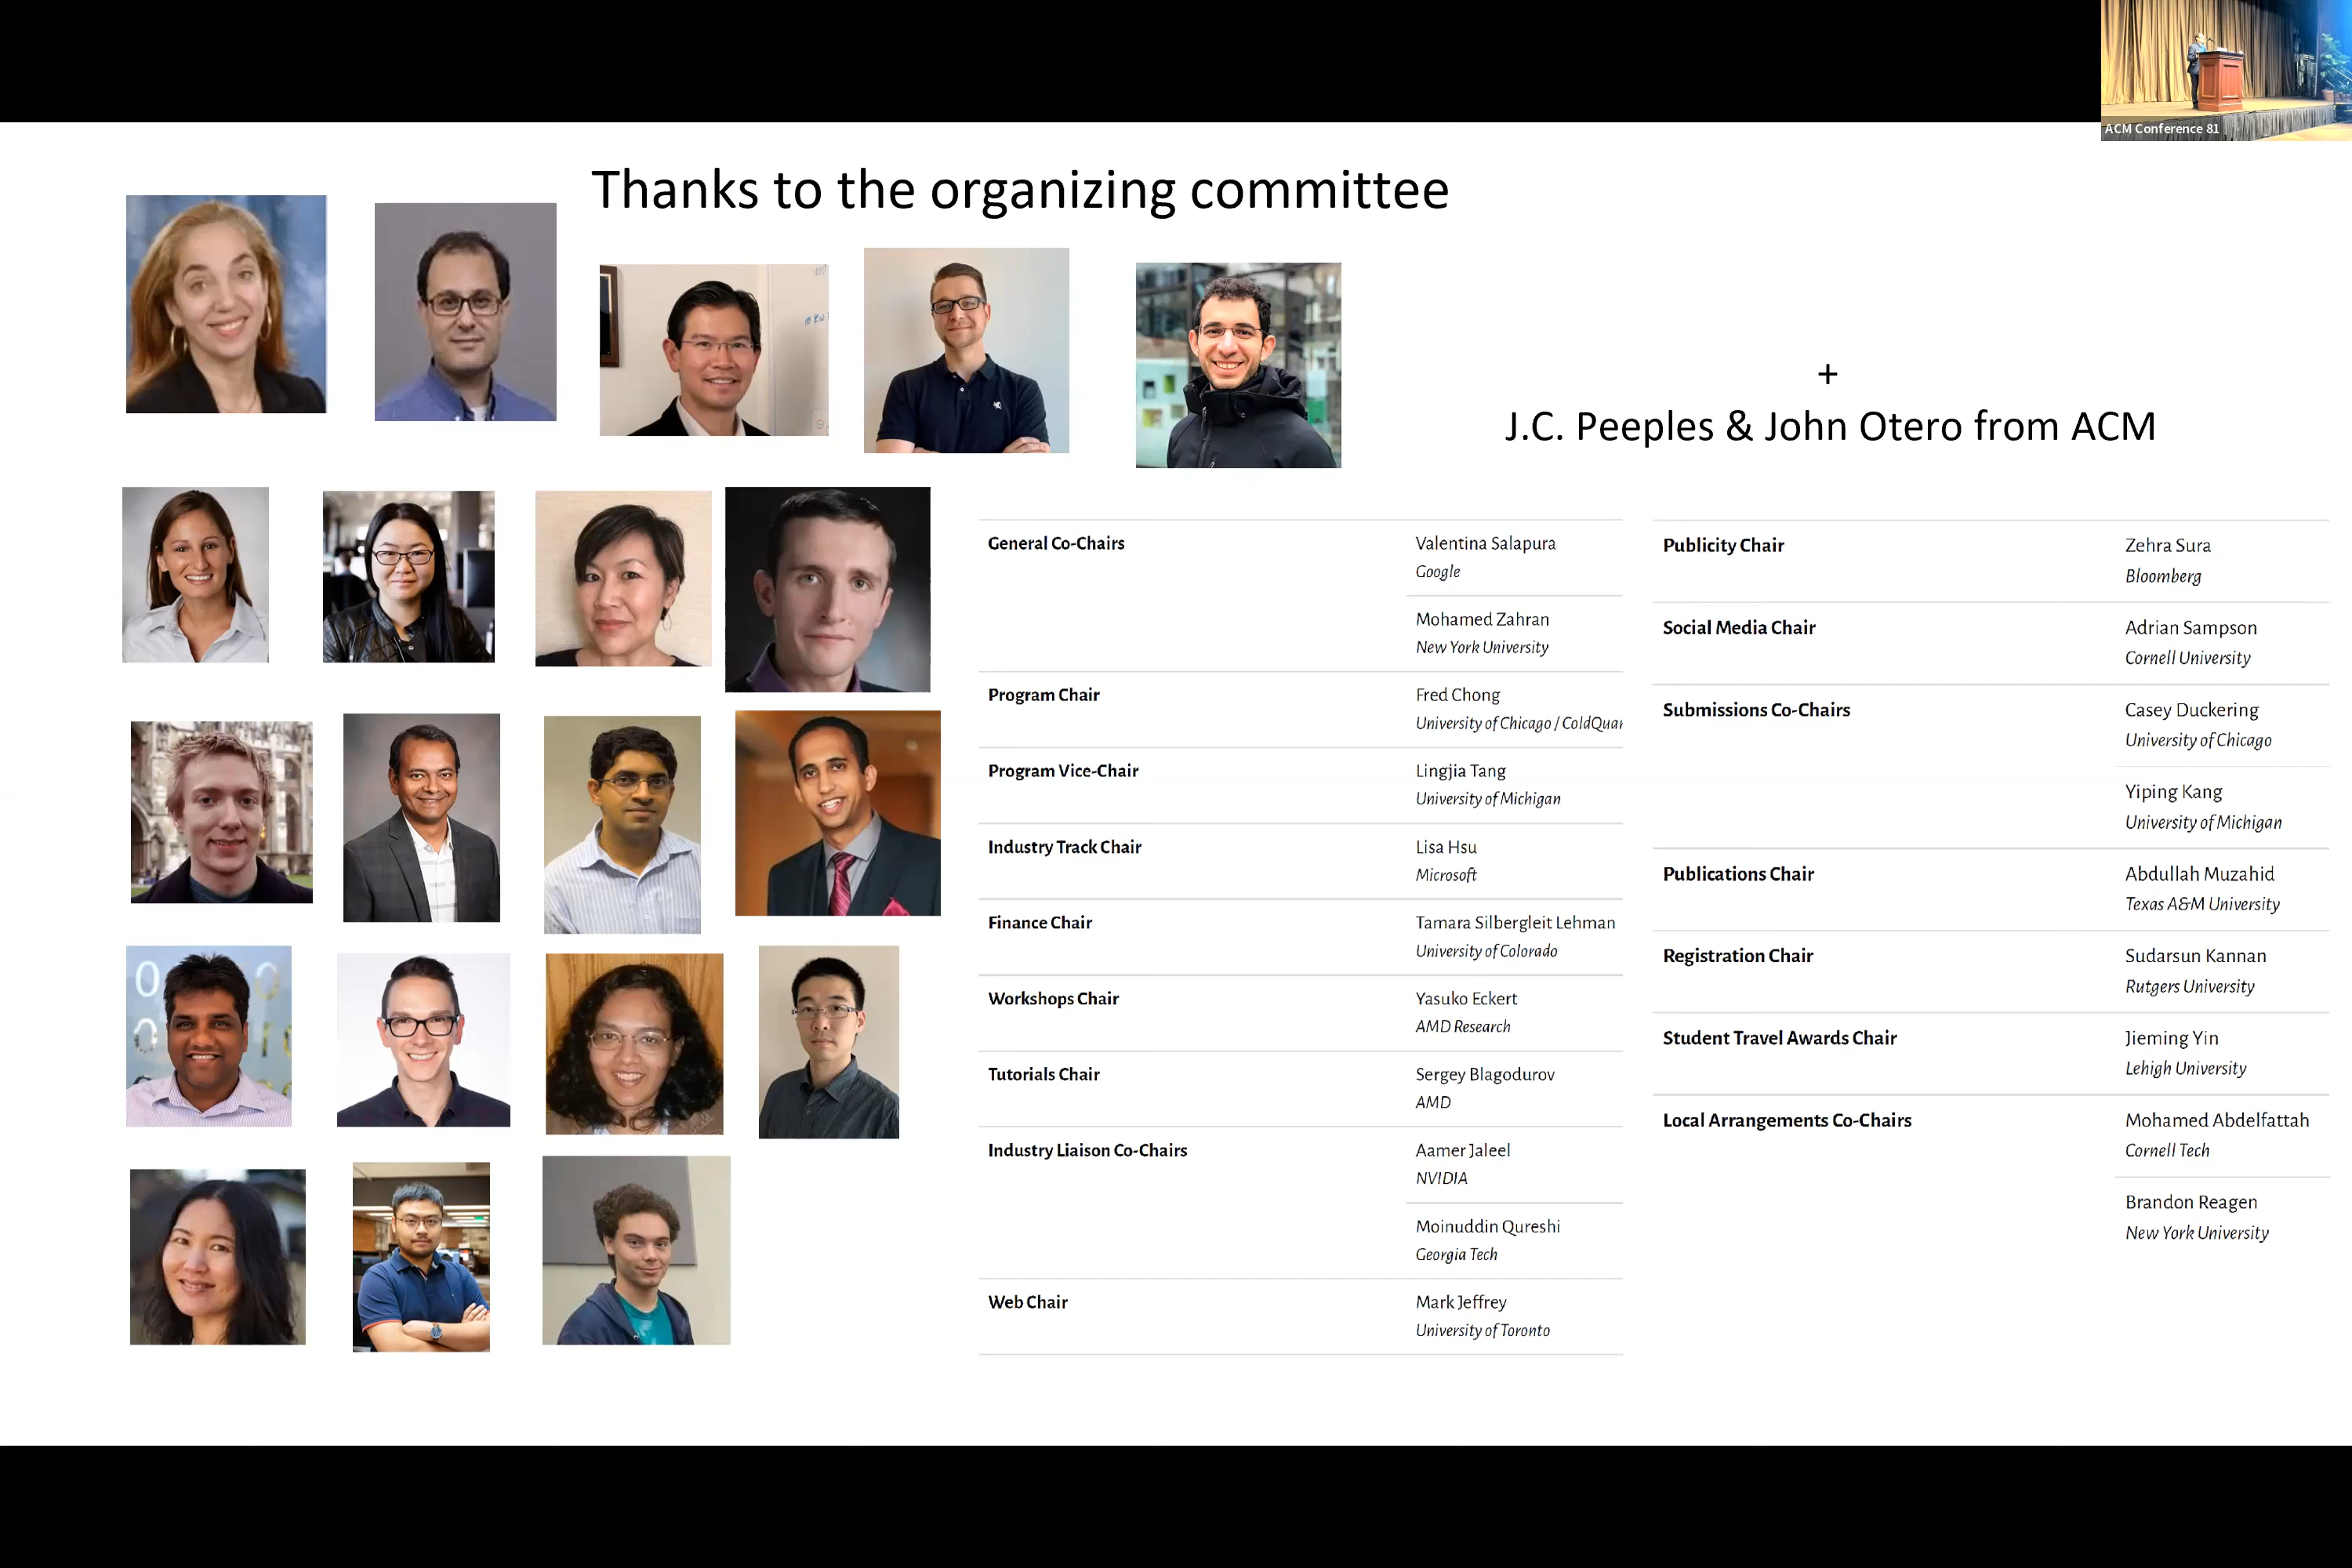 ACM Conference 81
Thanks to the organizing committee
+
J.C. Peeples & John Otero from ACM
General Co-Chairs
Valentina Salapura
Google
Mohamed Zahran
New York University
Program Chair
Fred Chong
University of Chicago / ColdQuan
Program Vice-Chair
Lingjia Tang
University of Michigan
Industry Track Chair
Lisa Hsu
Microsoft
Finance Chair
Tamara Silbergleit Lehman
University of Colorado
Workshops Chair
Yasuko Eckert
AMD Research
Tutorials Chair
Sergey Blagodurov
AMD
Industry Liaison Co-Chairs
Aamer Jaleel
NVIDIA
Moinuddin Qureshi
Georgia Tech
Web Chair
Mark Jeffrey
University of Toronto
Publicity Chair
Zehra Sura
Bloomberg
Social Media Chair
Adrian Sampson
Cornell University
Submissions Co-Chairs
Casey Duckering
University of Chicago
Yiping Kang
University of Michigan
Publications Chair
Abdullah Muzahid
Texas A&M University
Registration Chair
Sudarsun Kannan
Rutgers University
Student Travel Awards Chair
Jieming Yin
Lehigh University
Local Arrangements Co-Chairs
Mohamed Abdelfattah
Cornell Tech
Brandon Reagen
New York University